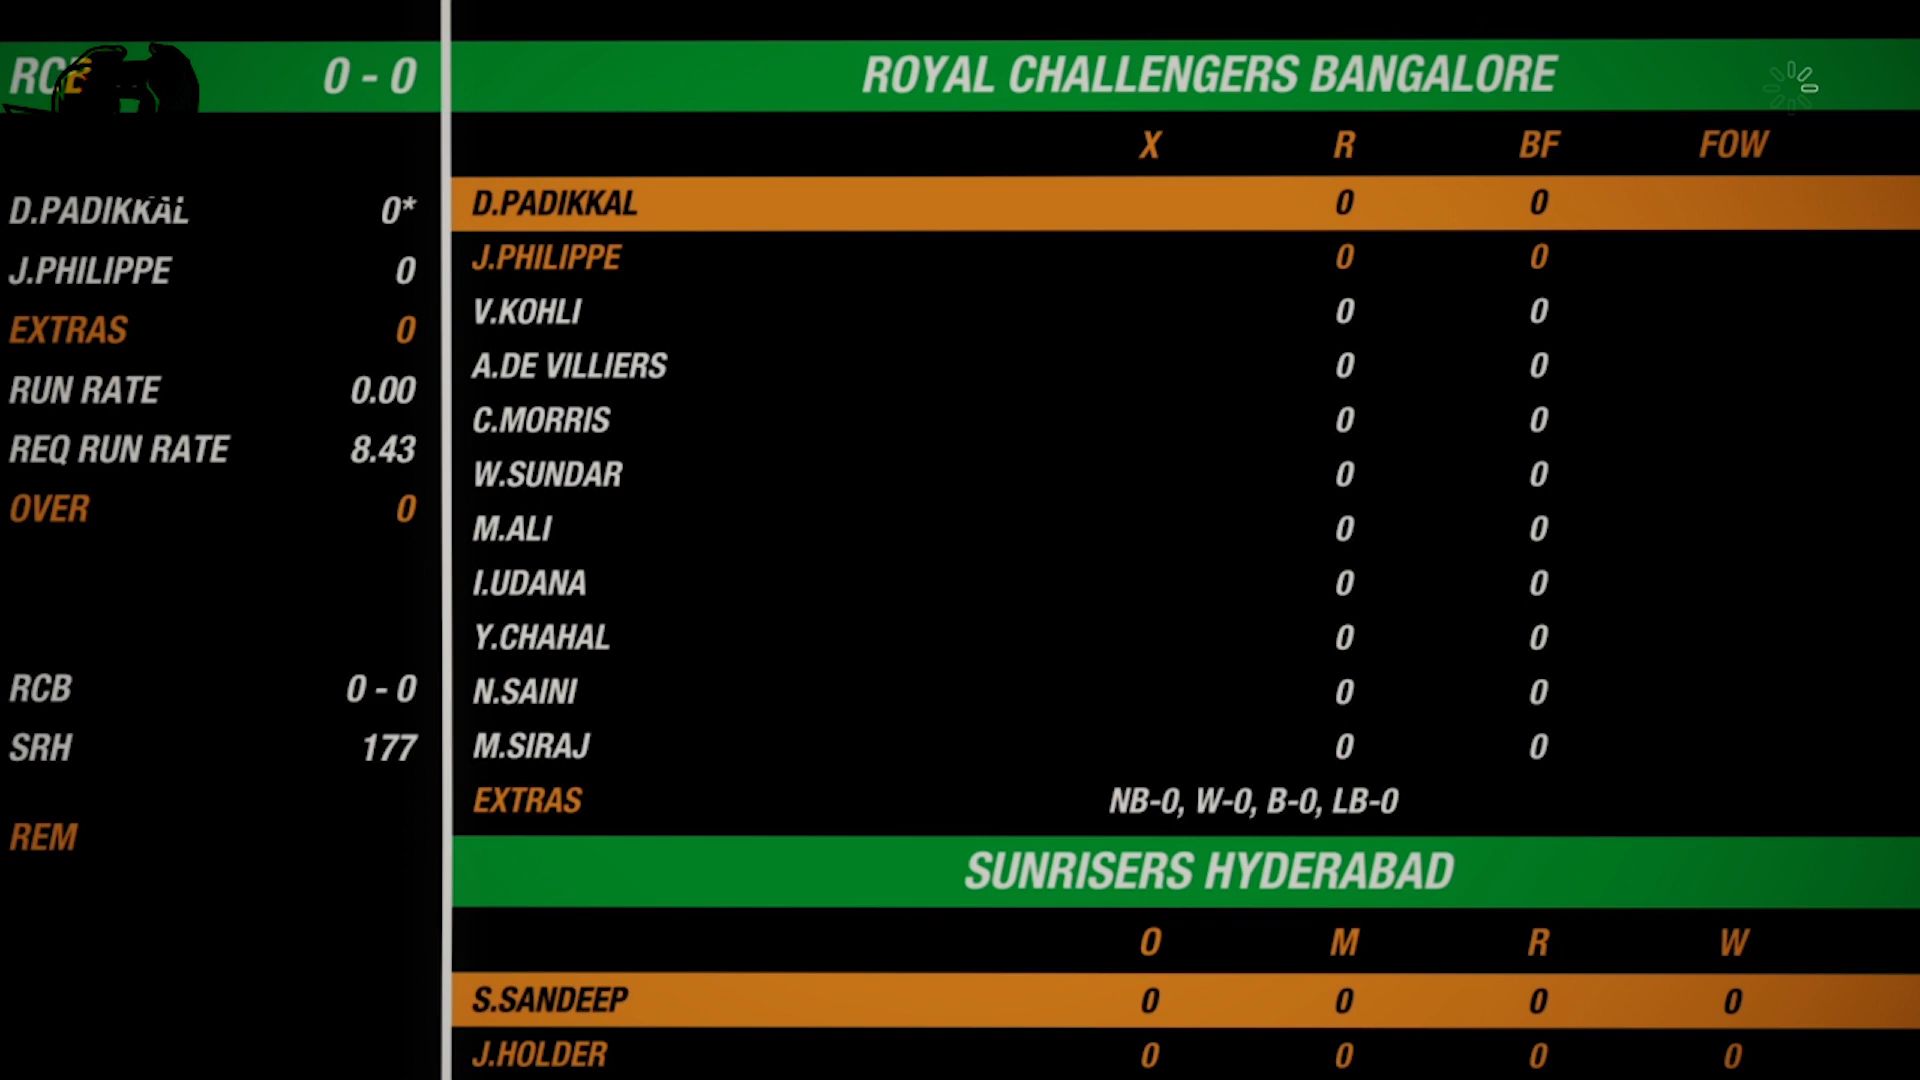 RCB 0 - 0
D.PADIKKAL 0*
J.PHILIPPE 0
EXTRAS 0
RUN RATE 0.00
REQ RUN RATE 8.43
OVER 0
RCB 0 - 0
SRH 177
REM
ROYAL CHALLENGERS BANGALORE
X R BF FOW
D.PADIKKAL 0 0
J.PHILIPPE 0 0
V.KOHLI 0 0
A.DE VILLIERS 0 0
C.MORRIS 0 0
W.SUNDAR 0 0
M.ALI 0 0
I.UDANA 0 0
Y.CHAHAL 0 0
N.SAINI 0 0
M.SIRAJ 0 0
EXTRAS NB-0, W-0, B-0, LB-0
SUNRISERS HYDERABAD
O M R W
S.SANDEEP 0 0 0 0
J.HOLDER 0 0 0 0